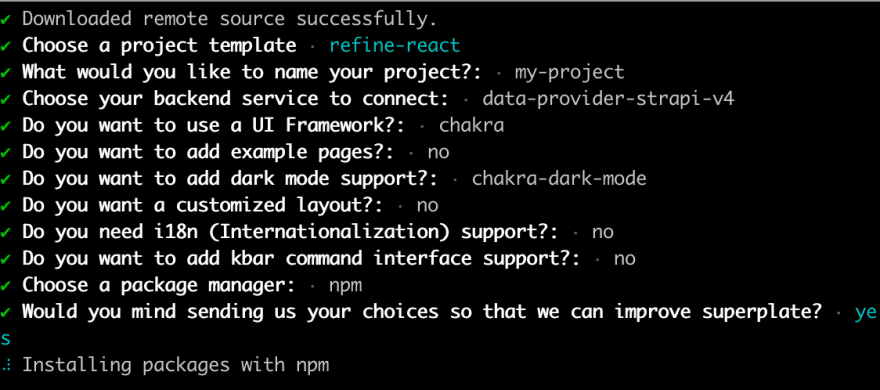 ✔ Downloaded remote source successfully.
✔ Choose a project template · refine-react
✔ What would you like to name your project?: · my-project
✔ Choose your backend service to connect: · data-provider-strapi-v4
✔ Do you want to use a UI Framework?: · chakra
✔ Do you want to add example pages?: · no
✔ Do you want to add dark mode support?: · chakra-dark-mode
✔ Do you want a customized layout?: · no
✔ Do you need i18n (Internationalization) support?: · no
✔ Do you want to add kbar command interface support?: · no
✔ Choose a package manager: · npm
✔ Would you mind sending us your choices so that we can improve superplate? · ye
s
⠼ Installing packages with npm